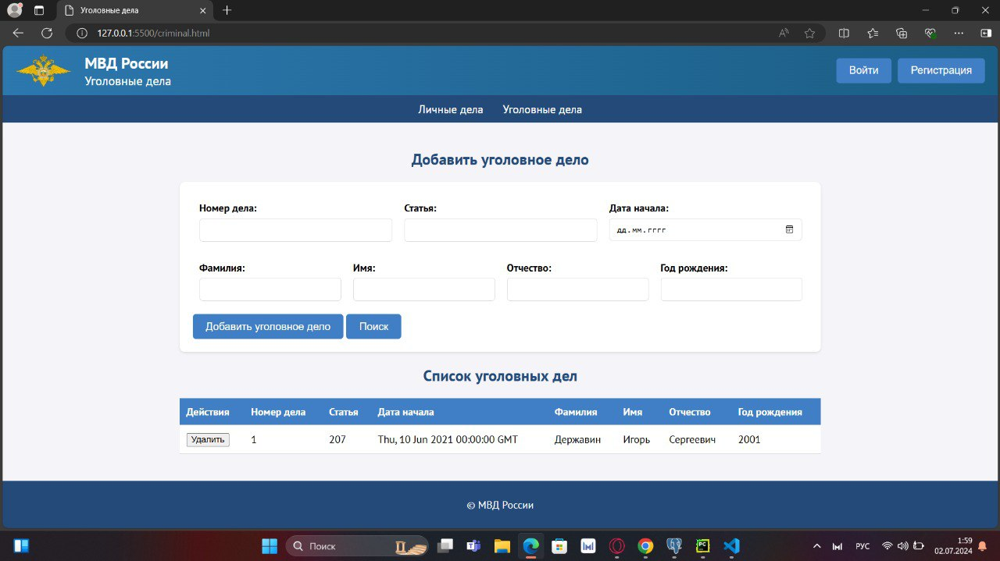 Уголовные дела
127.0.0.1:5500/criminal.html
МВД России
Уголовные дела
Войти Регистрация
Личные дела Уголовные дела
Добавить уголовное дело
Номер дела: Статья: Дата начала:
дд.мм.гггг
Фамилия: Имя: Отчество: Год рождения:
Добавить уголовное дело Поиск
Список уголовных дел
Действия Номер дела Статья Дата начала Фамилия Имя Отчество Год рождения
Удалить 1 207 Thu, 10 Jun 2021 00:00:00 GMT Державин Игорь Сергеевич 2001
© МВД России
Поиск
РУС
1:59
02.07.2024